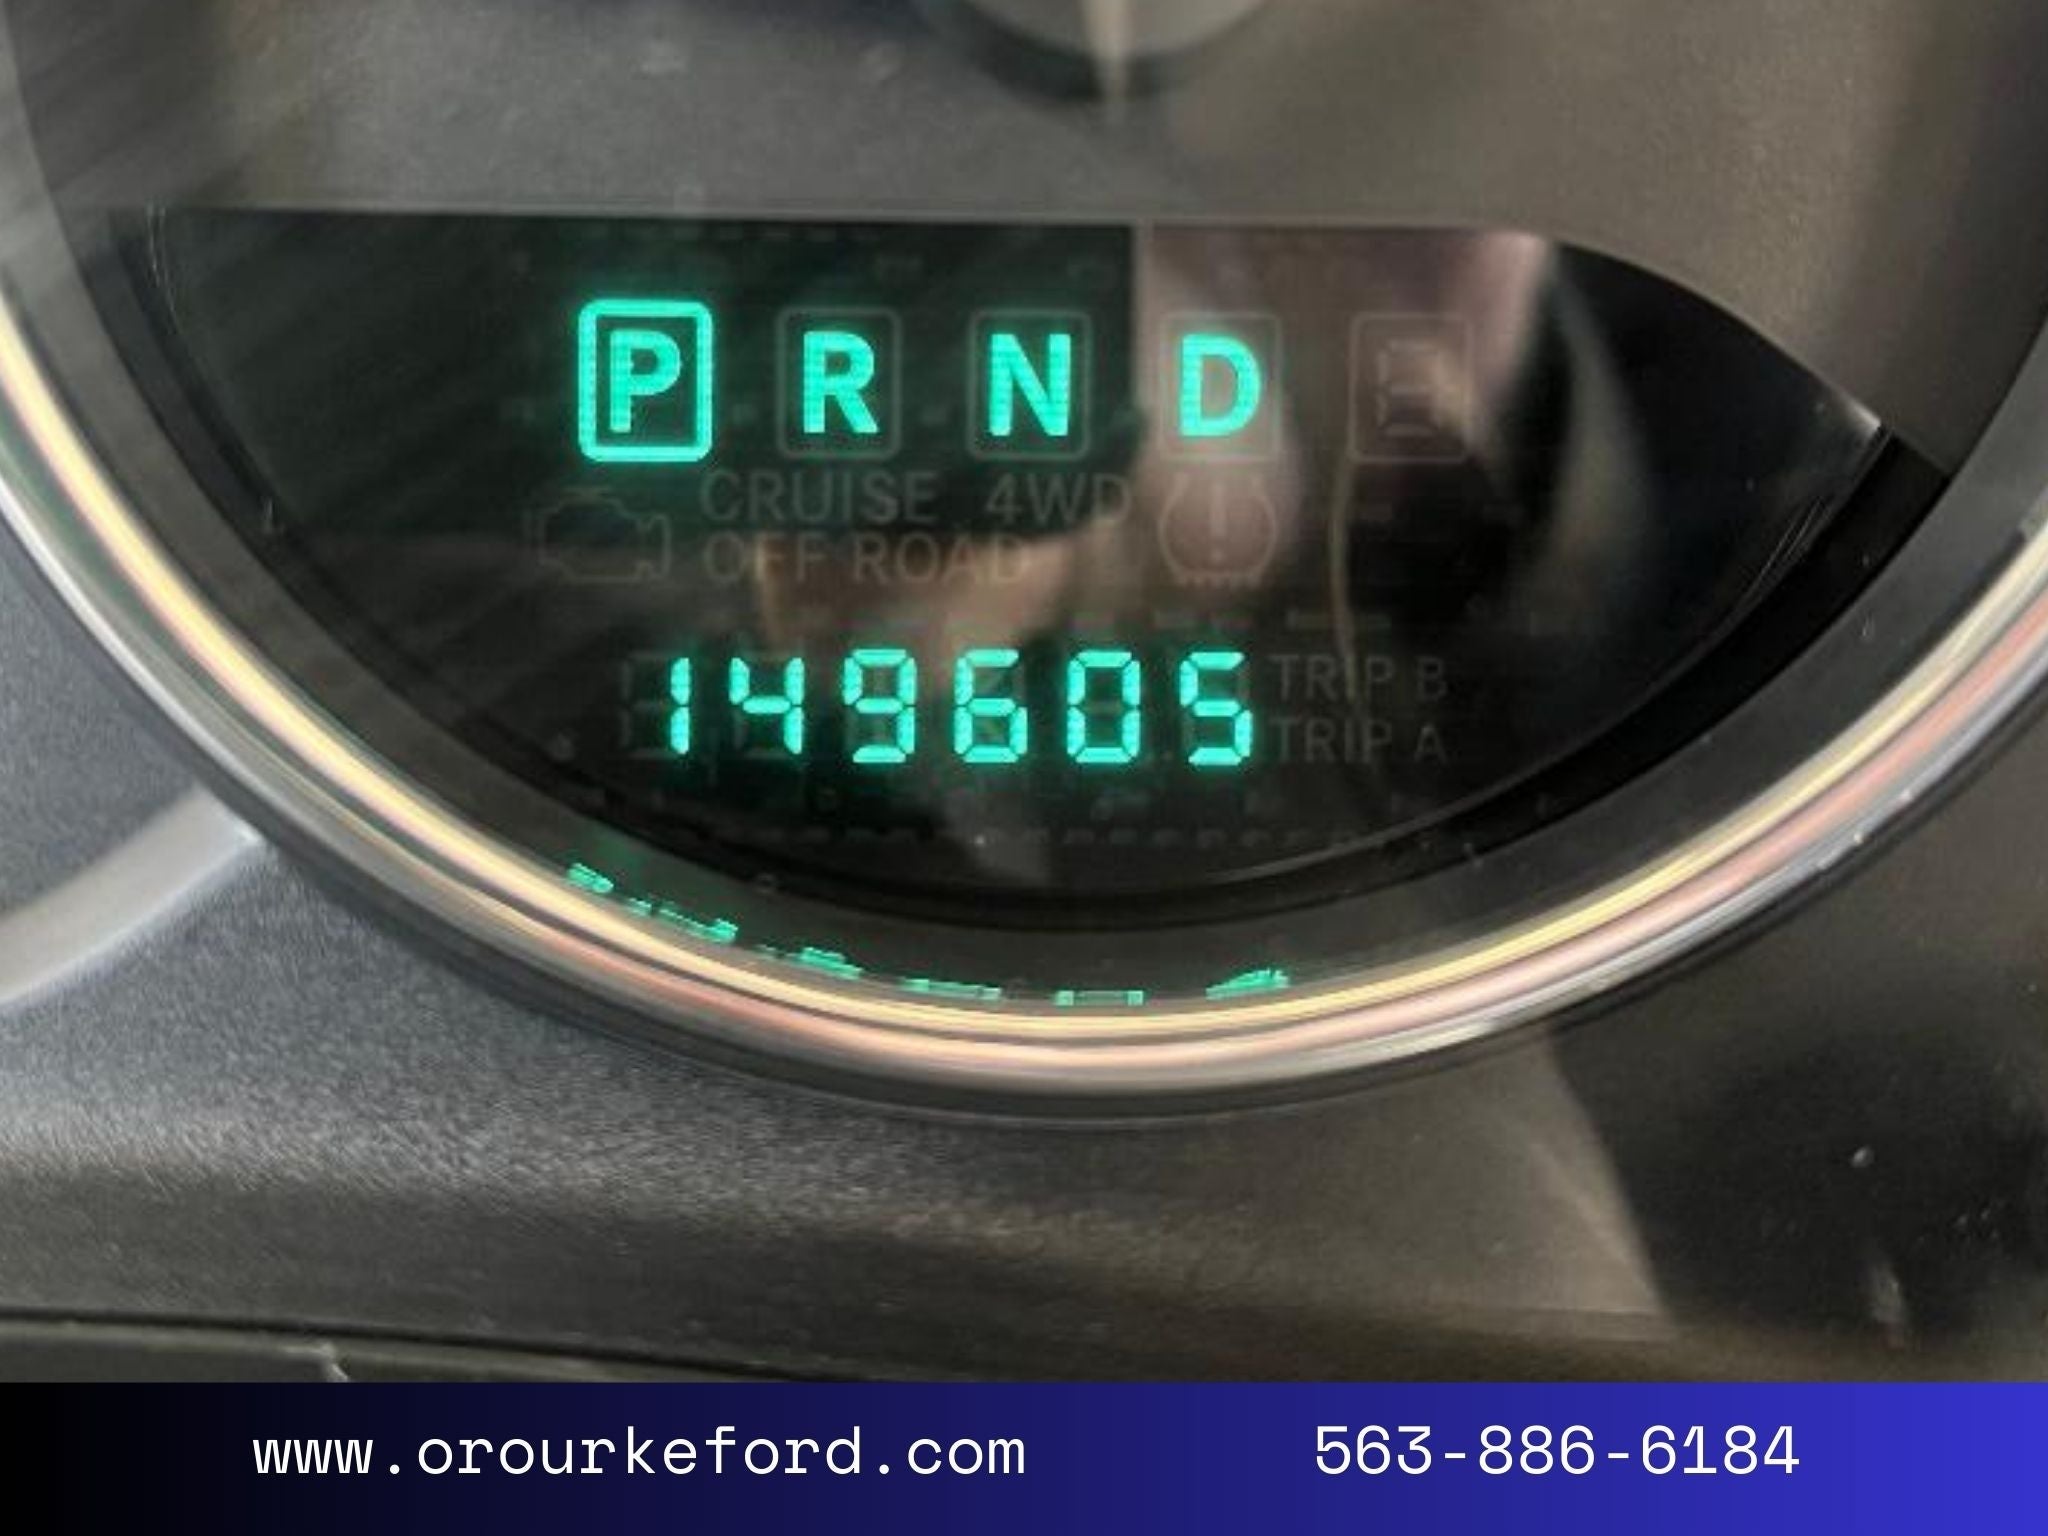 P R N D
CRUISE 4WD
OFF ROAD
149605
TRIP B
TRIP A
www.orourkeford.com 563-886-6184